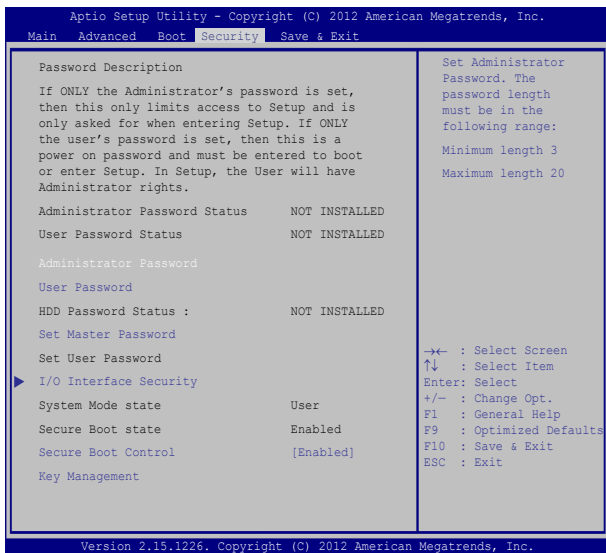 Aptio Setup Utility - Copyright (C) 2012 American Megatrends, Inc.
Main Advanced Boot Security Save & Exit
Password Description
If ONLY the Administrator's password is set,
then this only limits access to Setup and is
only asked for when entering Setup. If ONLY
the user's password is set, then this is a
power on password and must be entered to boot
or enter Setup. In Setup, the User will have
Administrator rights.
Administrator Password Status NOT INSTALLED
User Password Status NOT INSTALLED
Administrator Password
User Password
HDD Password Status : NOT INSTALLED
Set Master Password
Set User Password
I/O Interface Security
System Mode state User
Secure Boot state Enabled
Secure Boot Control [Enabled]
Key Management
Set Administrator
Password. The
password length
must be in the
following range:
Minimum length 3
Maximum length 20
→← : Select Screen
↑↓ : Select Item
Enter: Select
+/— : Change Opt.
F1 : General Help
F9 : Optimized Defaults
F10 : Save & Exit
ESC : Exit
Version 2.15.1226. Copyright (C) 2012 American Megatrends, Inc.